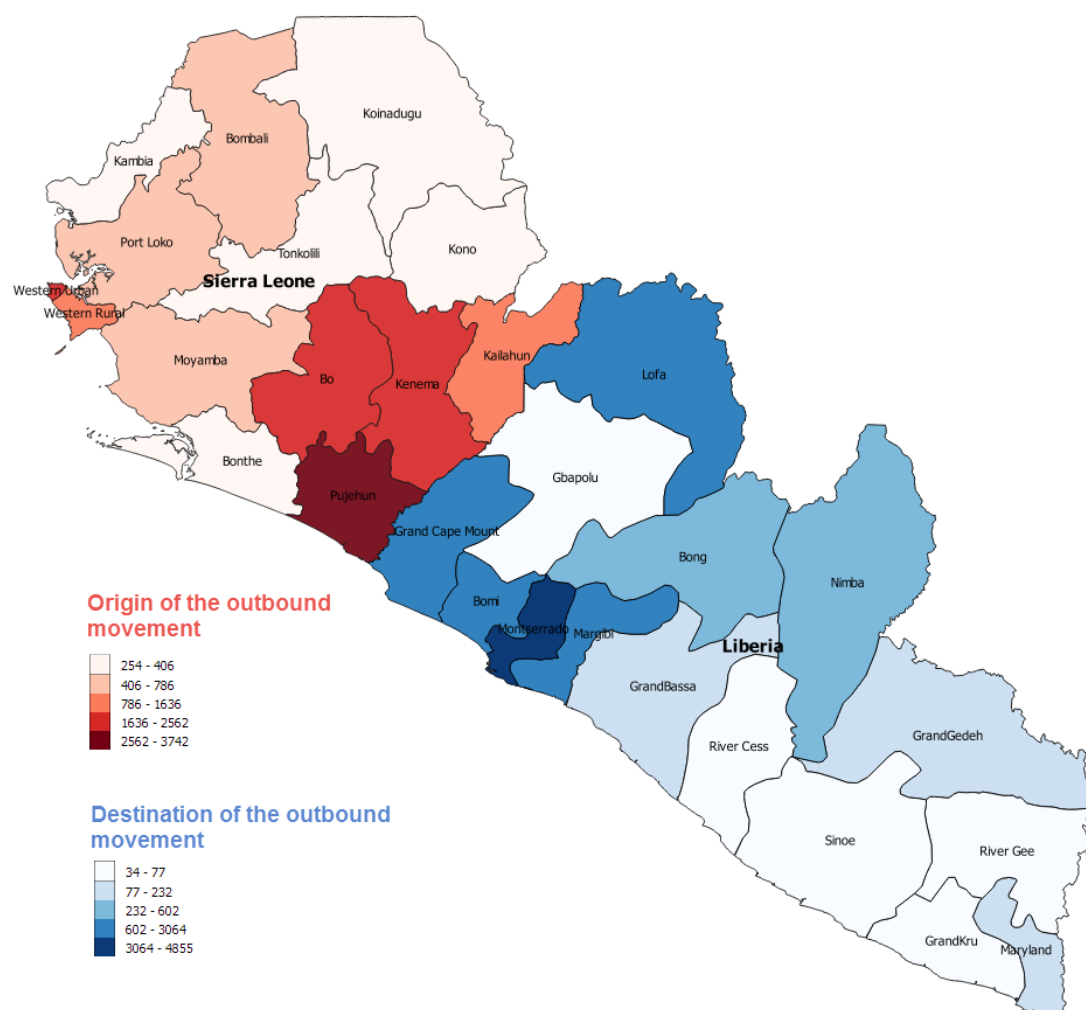 Koinadugu
Bombali
Kambia
Port Loko
Tonkolili
Kono
Sierra Leone
Western Urban
Western Rural
Moyamba
Kailahun
Bo
Kenema
Lofa
Bonthe
Gbapolu
Pujehun
Grand Cape Mount
Bong
Nimba
Bomi
Montserrado
Margibi
Liberia
GrandBassa
River Cess
GrandGedeh
Sinoe
River Gee
GrandKru
Maryland
Origin of the outbound
movement
254 - 406
406 - 786
786 - 1636
1636 - 2562
2562 - 3742
Destination of the outbound
movement
34 - 77
77 - 232
232 - 602
602 - 3064
3064 - 4855